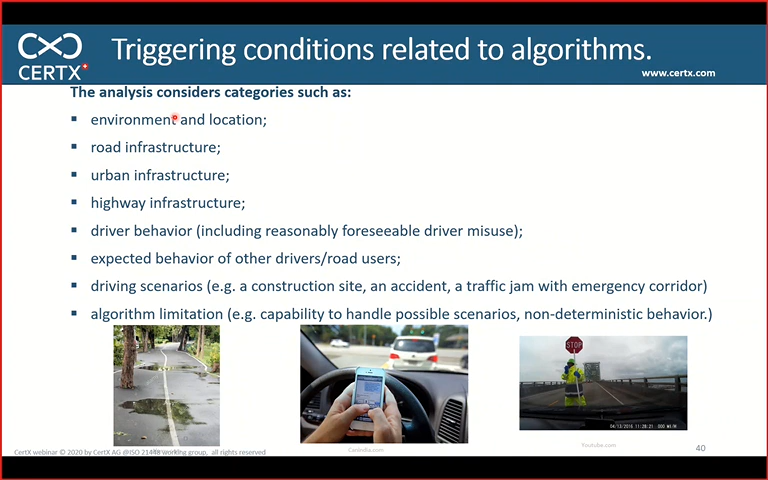 CERTX
Triggering conditions related to algorithms.
www.certx.com
The analysis considers categories such as:
▪ environment and location;
▪ road infrastructure;
▪ urban infrastructure;
▪ highway infrastructure;
▪ driver behavior (including reasonably foreseeable driver misuse);
▪ expected behavior of other drivers/road users;
▪ driving scenarios (e.g. a construction site, an accident, a traffic jam with emergency corridor)
▪ algorithm limitation (e.g. capability to handle possible scenarios, non-deterministic behavior.)
STOP
CertX webinar © 2020 by CertX AG @ISO 21448 working group, all rights reserved
Youtube.com
40